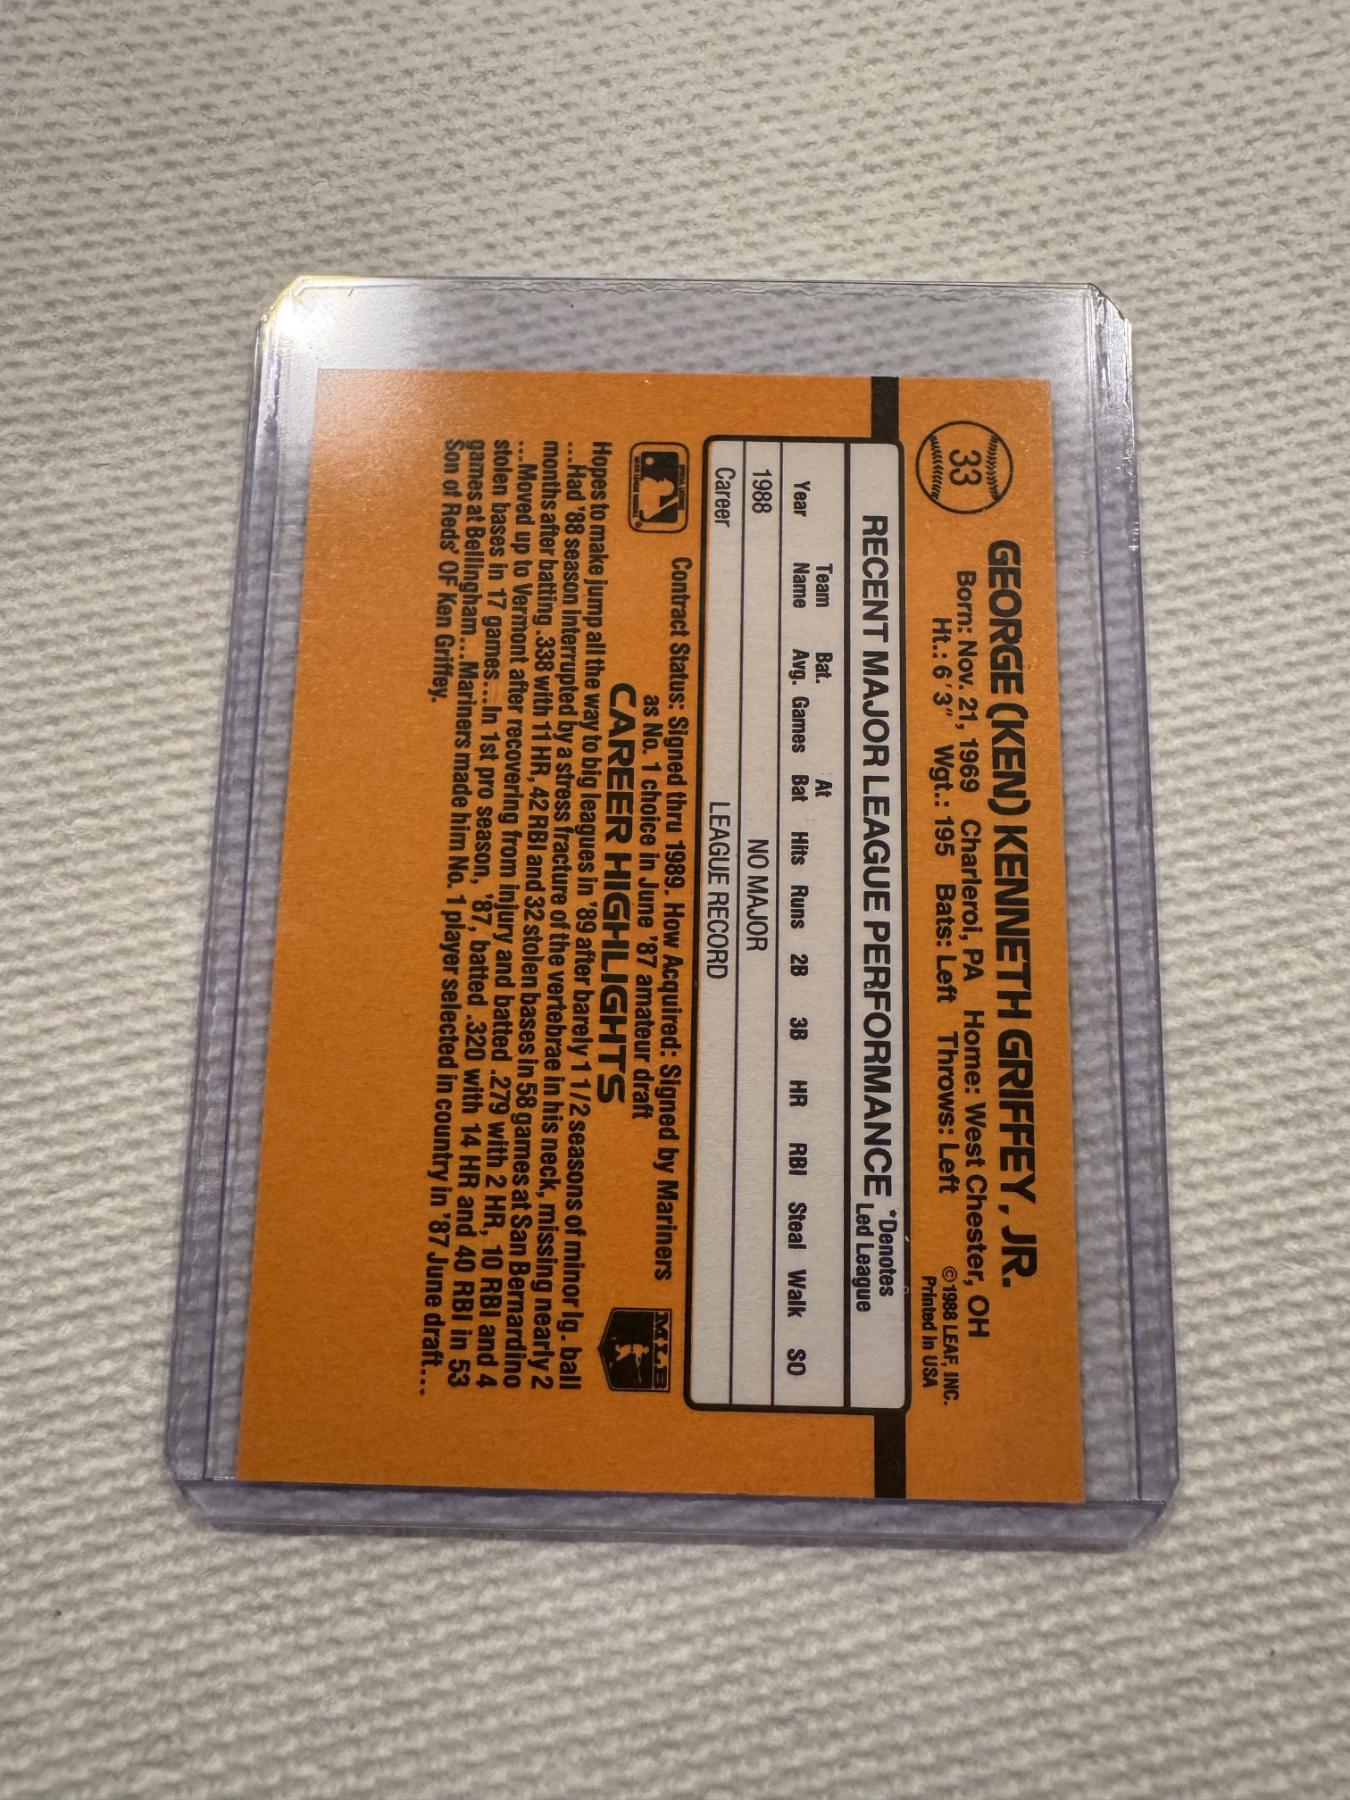 33
GEORGE (KEN) KENNETH GRIFFEY, JR.
Born: Nov. 21, 1969 Charleroi, PA Home: West Chester, OH
Ht.: 6'3" Wgt.: 195 Bats: Left Throws: Left
©1988 LEAF, INC.
Printed in USA
RECENT MAJOR LEAGUE PERFORMANCE
*Denotes
Led League
Year Team Name Bat. Avg. Games At Bat Hits Runs 2B 3B HR RBI Steal Walk SO
1988 NO MAJOR
Career LEAGUE RECORD
Contract Status: Signed thru 1989. How Acquired: Signed by Mariners
as No. 1 choice in June '87 amateur draft
CAREER HIGHLIGHTS
MLB
Hopes to make jump all the way to big leagues in '89 after barely 1 1/2 seasons of minor lg. ball
...Had '88 season interrupted by a stress fracture of the vertebrae in his neck, missing nearly 2
months after batting .338 with 11 HR, 42 RBI and 32 stolen bases in 58 games at San Bernardino
...Moved up to Vermont after recovering from injury and batted .279 with 2 HR, 10 RBI and 4
stolen bases in 17 games...In 1st pro season, '87, batted .320 with 14 HR and 40 RBI in 53
games at Bellingham...Mariners made him No. 1 player selected in country in '87 June draft...
Son of Reds' OF Ken Griffey.